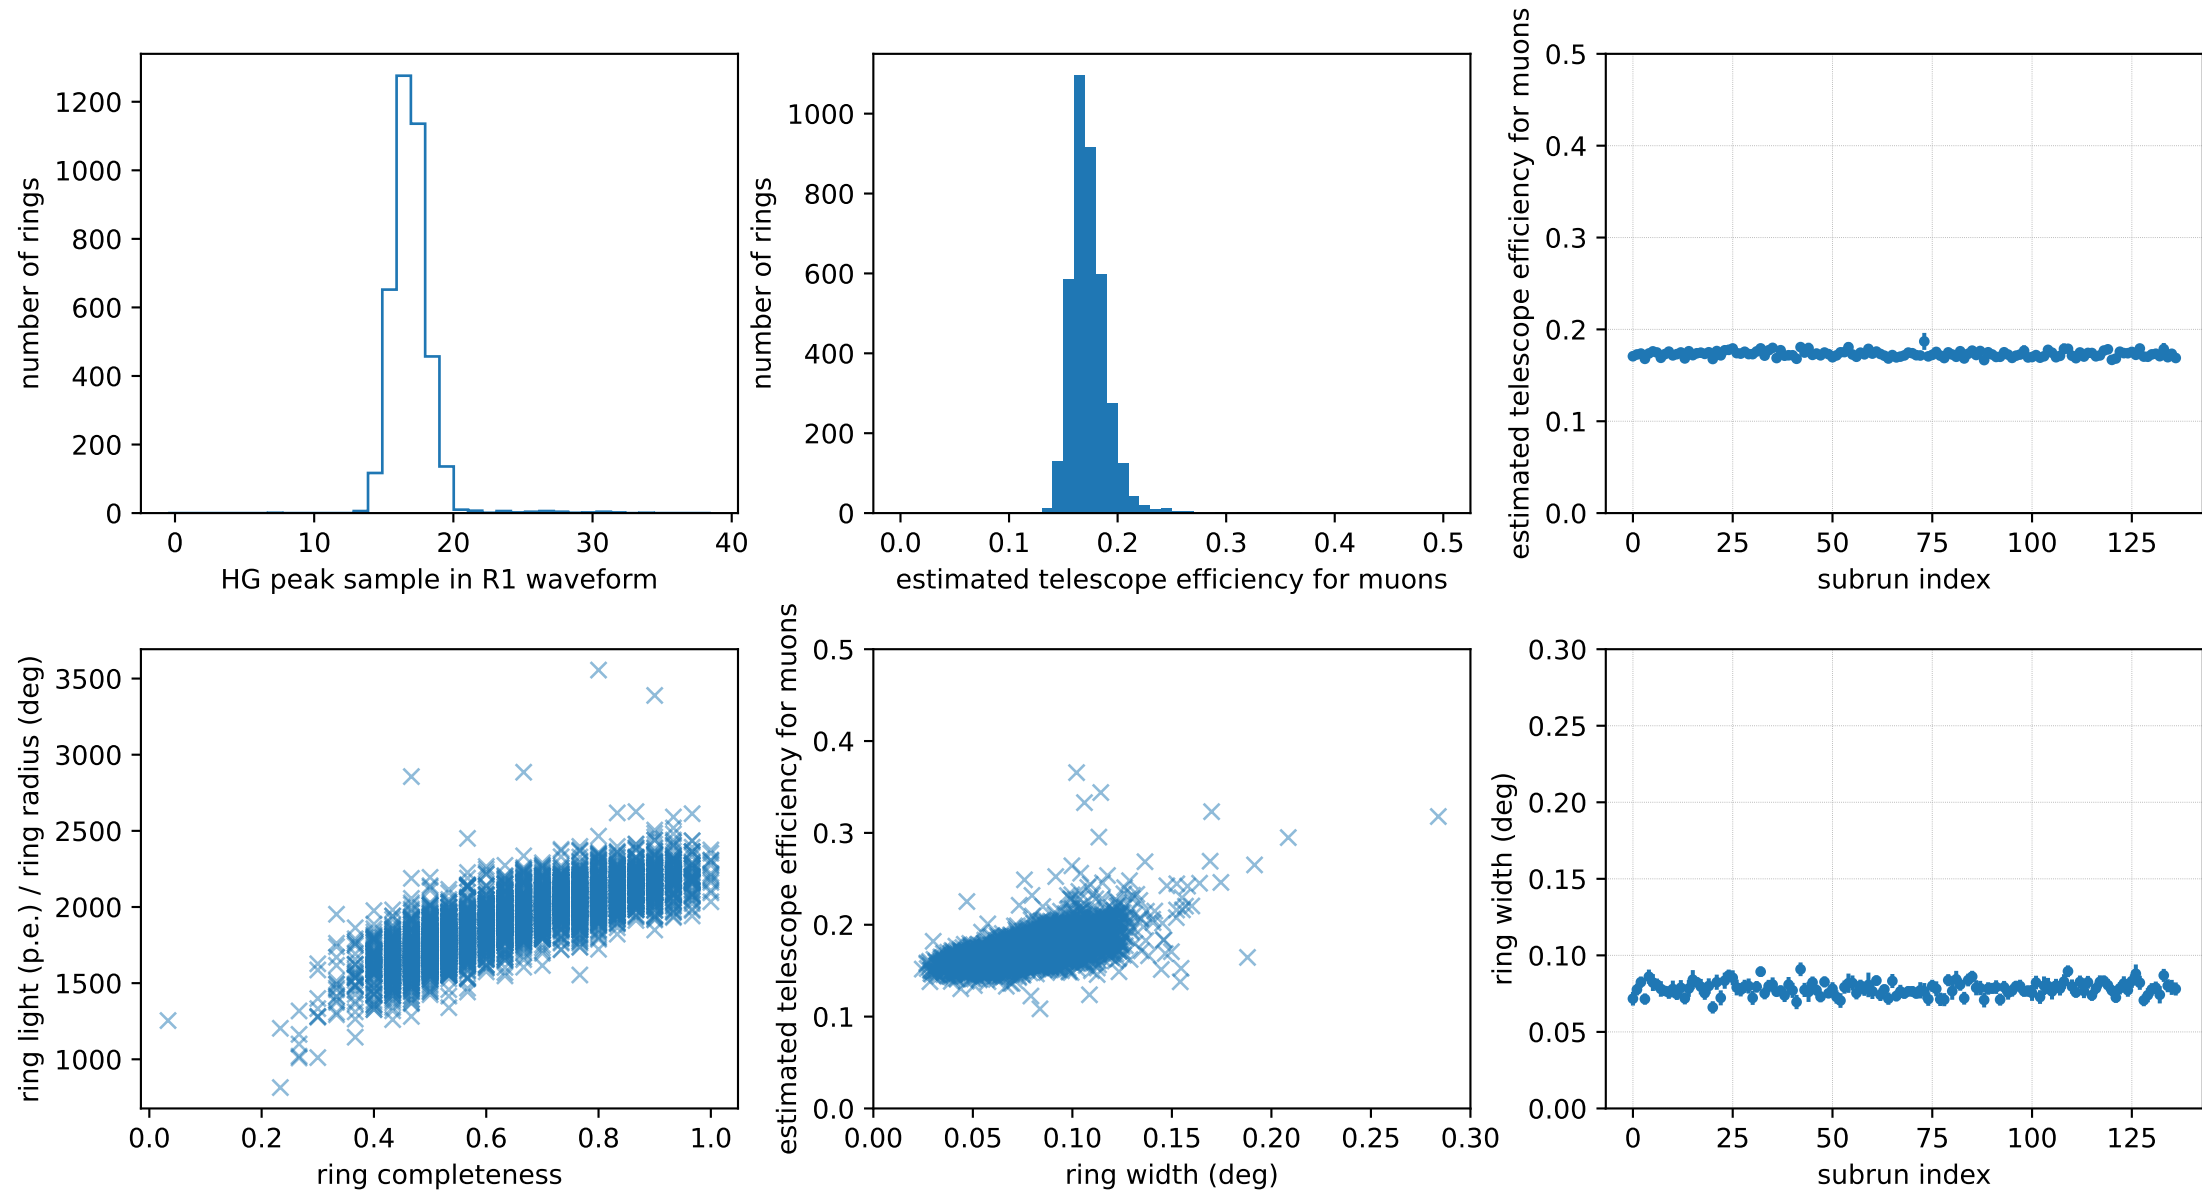 number of rings
1200
1000
800
600
400
200
0
0 10 20 30 40
HG peak sample in R1 waveform
number of rings
1000
800
600
400
200
0
0.0 0.1 0.2 0.3 0.4 0.5
estimated telescope efficiency for muons
estimated telescope efficiency for muons
0.5
0.4
0.3
0.2
0.1
0.0
0 25 50 75 100 125
subrun index
ring light (p.e.) / ring radius (deg)
3500
3000
2500
2000
1500
1000
0.0 0.2 0.4 0.6 0.8 1.0
ring completeness
estimated telescope efficiency for muons
0.5
0.4
0.3
0.2
0.1
0.0
0.00 0.05 0.10 0.15 0.20 0.25 0.30
ring width (deg)
ring width (deg)
0.30
0.25
0.20
0.15
0.10
0.05
0.00
0 25 50 75 100 125
subrun index